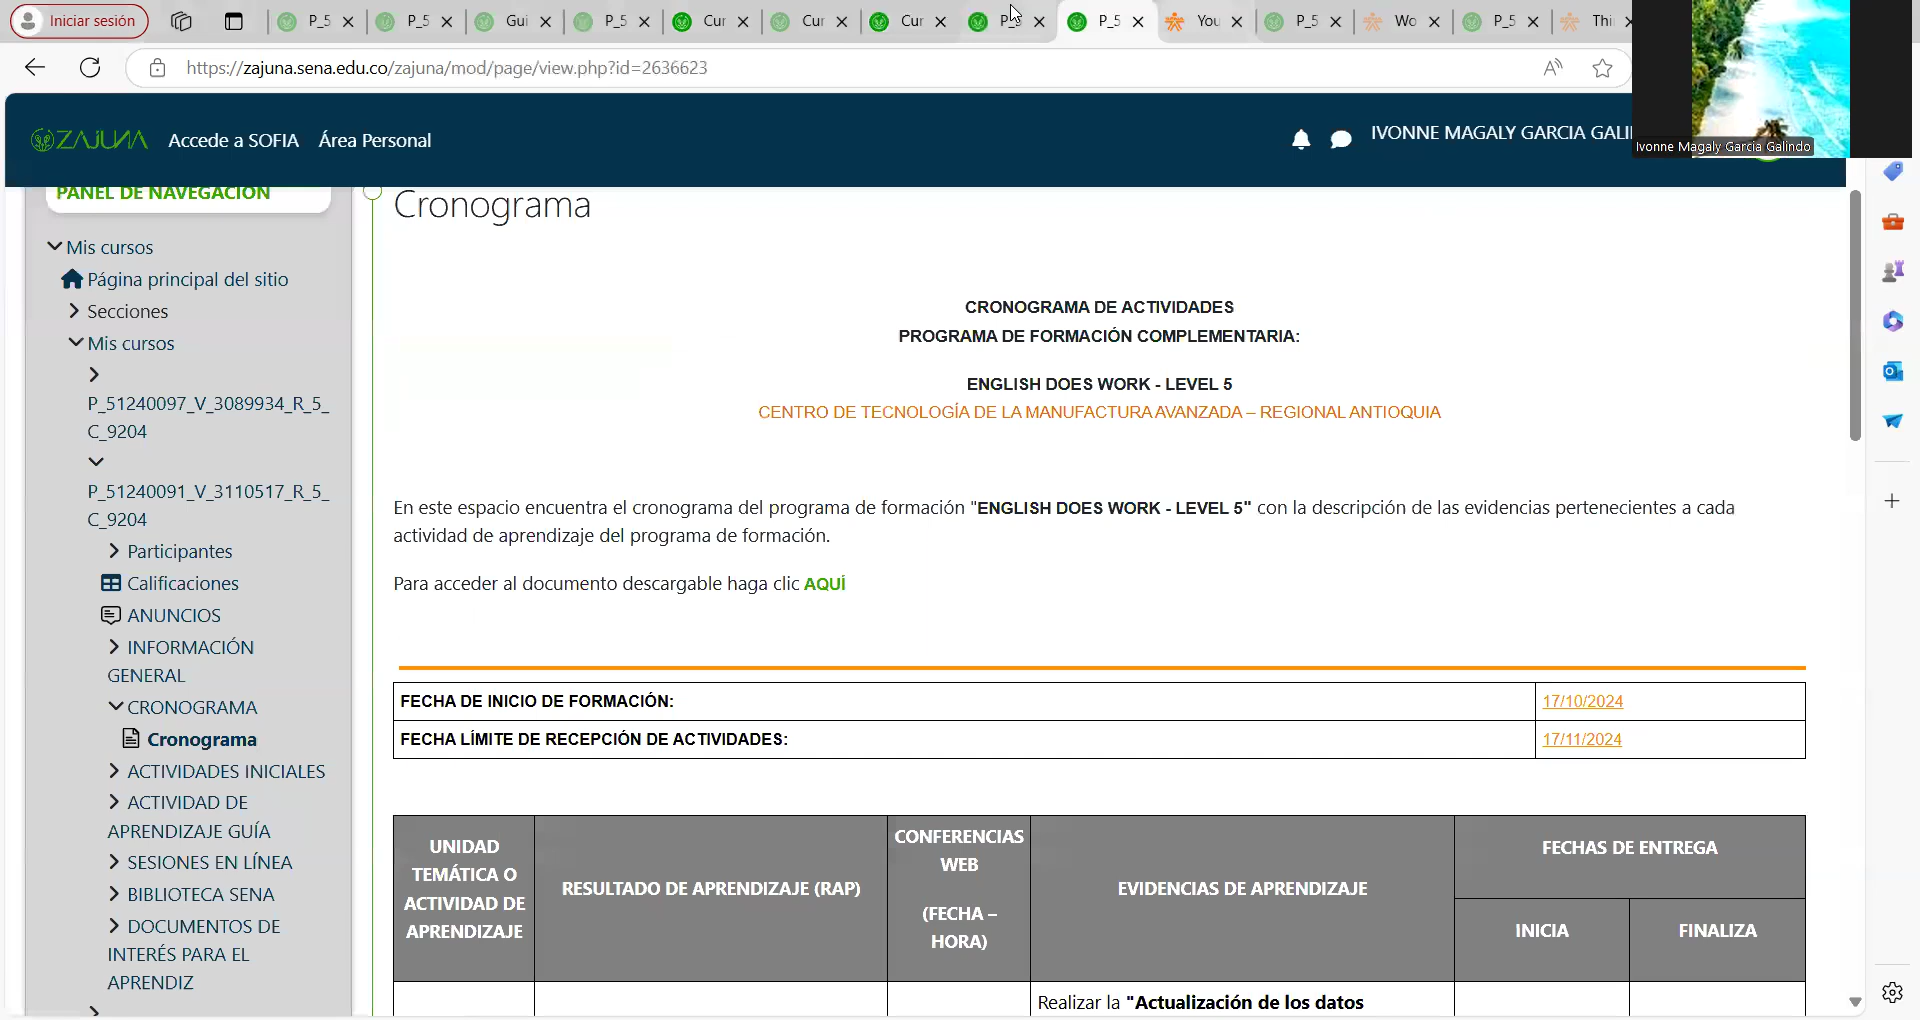 Iniciar sesión
P_5
P_5
Gui
P_5
Cur
Cur
Cur
P_5
P_5
You
P_5
Wo
P_5
Thi
https://zajuna.sena.edu.co/zajuna/mod/page/view.php?id=2636623
ZAJUNA
Accede a SOFIA
Área Personal
IVONNE MAGALY GARCIA GALI
Ivonne Magaly Garcia Galindo
PANEL DE NAVEGACIÓN
Mis cursos
Página principal del sitio
Secciones
Mis cursos
P_51240097_V_3089934_R_5_
C_9204
P_51240091_V_3110517_R_5_
C_9204
Participantes
Calificaciones
ANUNCIOS
INFORMACIÓN
GENERAL
CRONOGRAMA
Cronograma
ACTIVIDADES INICIALES
ACTIVIDAD DE
APRENDIZAJE GUÍA
SESIONES EN LÍNEA
BIBLIOTECA SENA
DOCUMENTOS DE
INTERÉS PARA EL
APRENDIZ
Cronograma
CRONOGRAMA DE ACTIVIDADES
PROGRAMA DE FORMACIÓN COMPLEMENTARIA:
ENGLISH DOES WORK - LEVEL 5
CENTRO DE TECNOLOGÍA DE LA MANUFACTURA AVANZADA – REGIONAL ANTIOQUIA
En este espacio encuentra el cronograma del programa de formación "ENGLISH DOES WORK - LEVEL 5" con la descripción de las evidencias pertenecientes a cada
actividad de aprendizaje del programa de formación.
Para acceder al documento descargable haga clic AQUÍ
FECHA DE INICIO DE FORMACIÓN:
17/10/2024
FECHA LÍMITE DE RECEPCIÓN DE ACTIVIDADES:
17/11/2024
UNIDAD
TEMÁTICA O
ACTIVIDAD DE
APRENDIZAJE
RESULTADO DE APRENDIZAJE (RAP)
CONFERENCIAS
WEB
(FECHA –
HORA)
EVIDENCIAS DE APRENDIZAJE
FECHAS DE ENTREGA
INICIA
FINALIZA
Realizar la "Actualización de los datos